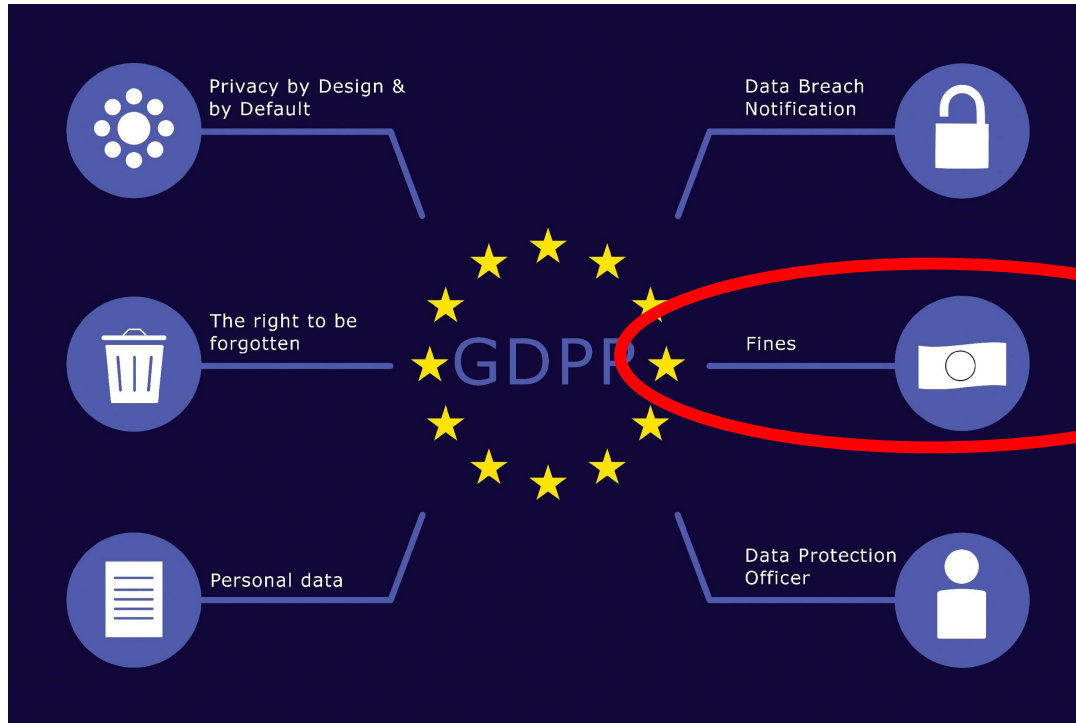 Privacy by Design &
by Default
Data Breach
Notification
The right to be
forgotten
GDPR
Fines
Personal data
Data Protection
Officer